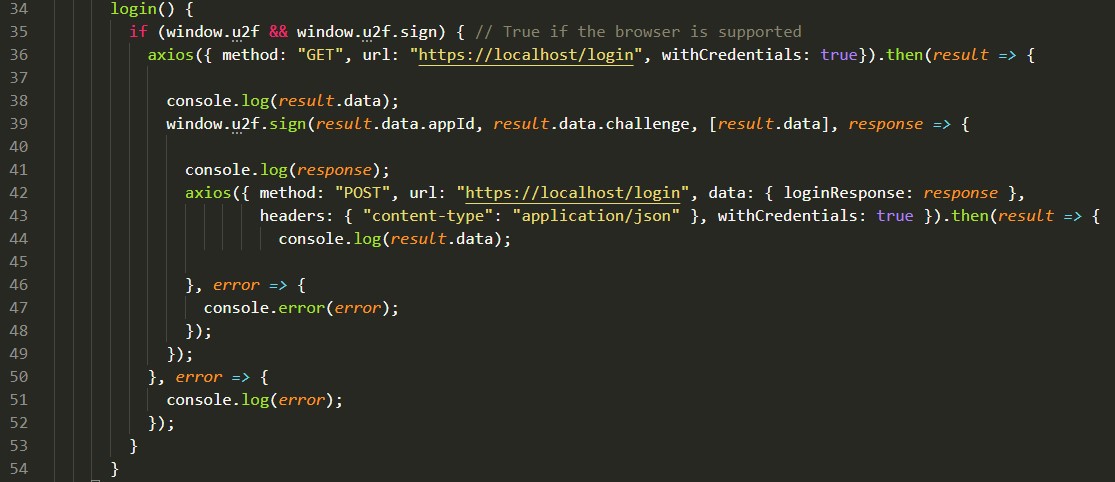 34 login() {
35 if (window.u2f && window.u2f.sign) { // True if the browser is supported
36 axios({ method: "GET", url: "https://localhost/login", withCredentials: true}).then(result => {
37
38 console.log(result.data);
39 window.u2f.sign(result.data.appId, result.data.challenge, [result.data], response => {
40
41 console.log(response);
42 axios({ method: "POST", url: "https://localhost/login", data: { loginResponse: response },
43 headers: { "content-type": "application/json" }, withCredentials: true }).then(result => {
44 console.log(result.data);
45
46 }, error => {
47 console.error(error);
48 });
49 });
50 }, error => {
51 console.log(error);
52 });
53 }
54 }